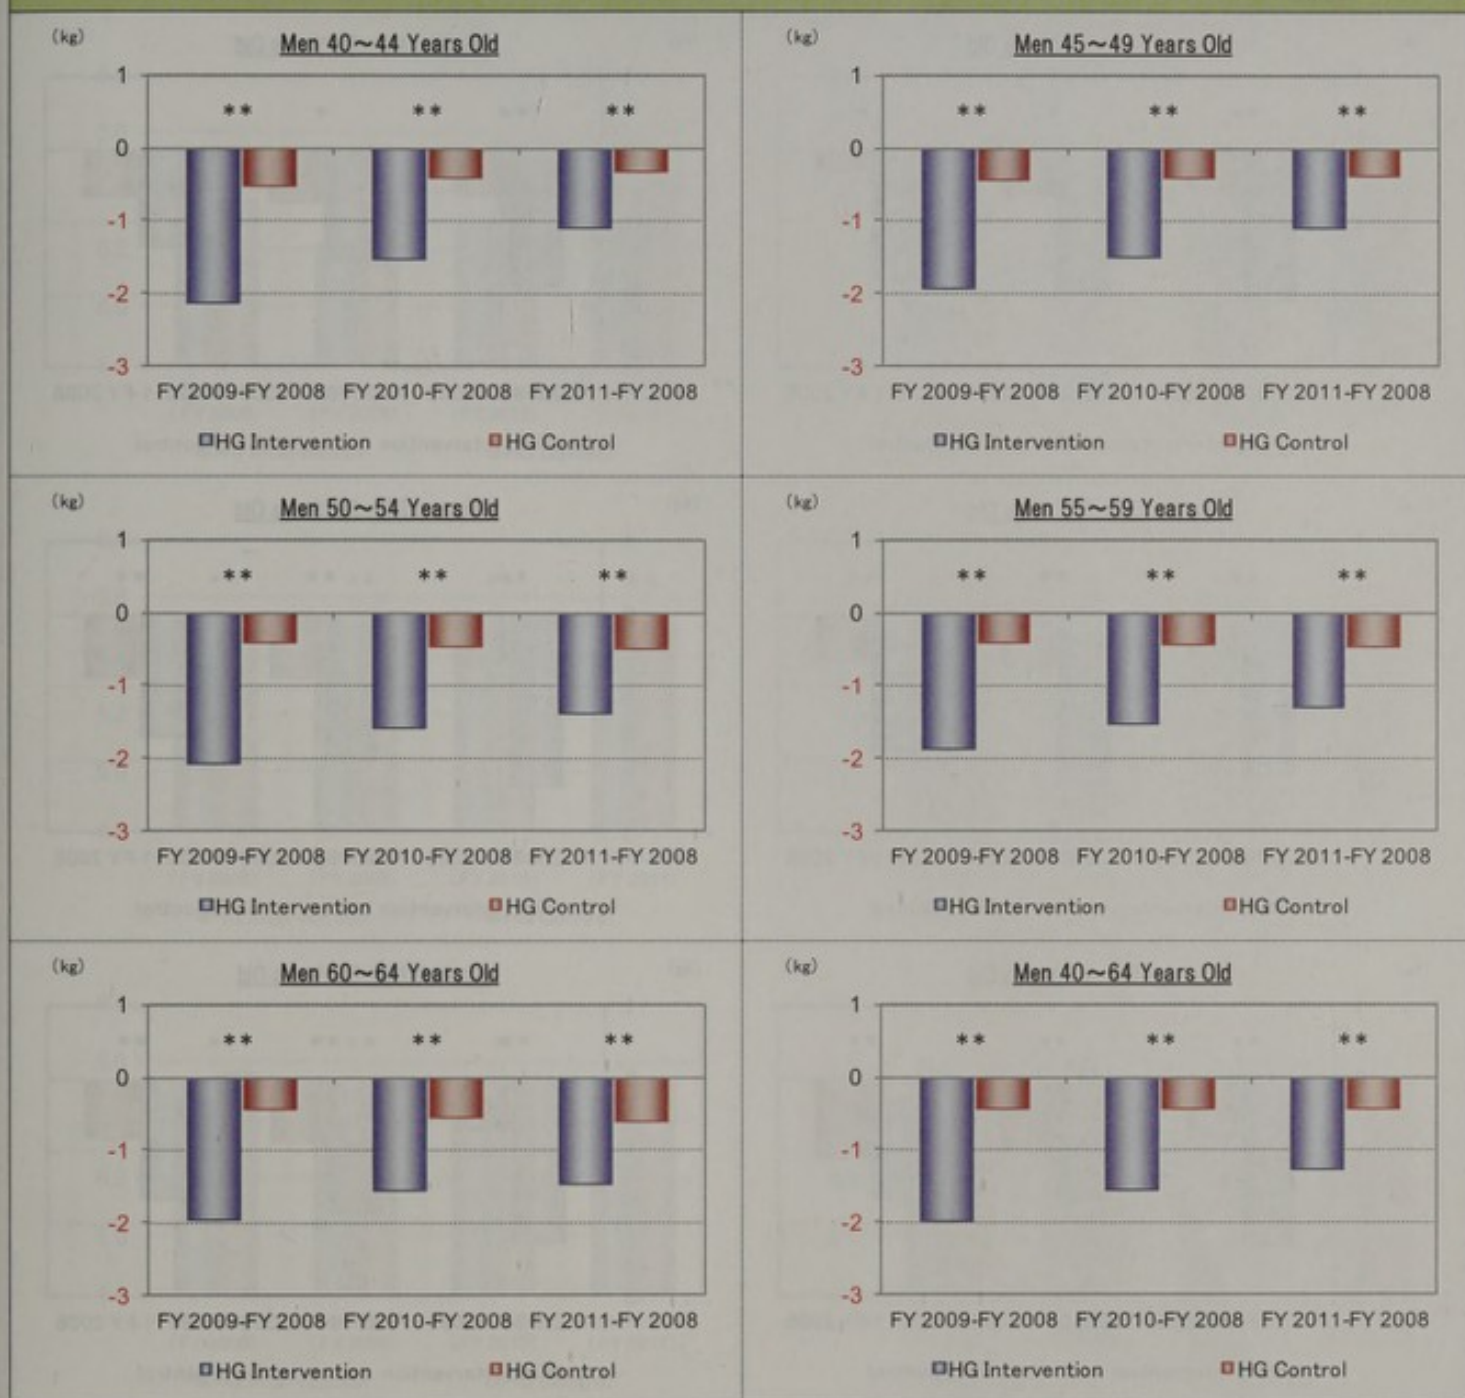 (kg)
Men 40~44 Years Old
1
** ** **
0
-1
-2
-3
FY 2009-FY 2008 FY 2010-FY 2008 FY 2011-FY 2008
HG Intervention HG Control
(kg)
Men 45~49 Years Old
1
** ** **
0
-1
-2
-3
FY 2009-FY 2008 FY 2010-FY 2008 FY 2011-FY 2008
HG Intervention HG Control
(kg)
Men 50~54 Years Old
1
** ** **
0
-1
-2
-3
FY 2009-FY 2008 FY 2010-FY 2008 FY 2011-FY 2008
HG Intervention HG Control
(kg)
Men 55~59 Years Old
1
** ** **
0
-1
-2
-3
FY 2009-FY 2008 FY 2010-FY 2008 FY 2011-FY 2008
HG Intervention HG Control
(kg)
Men 60~64 Years Old
1
** ** **
0
-1
-2
-3
FY 2009-FY 2008 FY 2010-FY 2008 FY 2011-FY 2008
HG Intervention HG Control
(kg)
Men 40~64 Years Old
1
** ** **
0
-1
-2
-3
FY 2009-FY 2008 FY 2010-FY 2008 FY 2011-FY 2008
HG Intervention HG Control